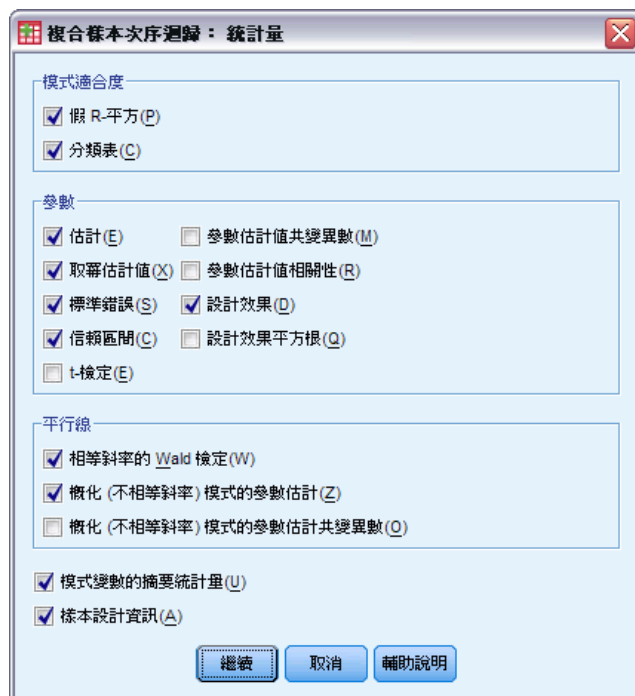 複合樣本次序迴歸： 統計量
模式適合度
假 R-平方(P)
分類表(C)
參數
估計(E) 參數估計值共變異數(M)
取冪估計值(X) 參數估計值相關性(R)
標準錯誤(S) 設計效果(D)
信賴區間(C) 設計效果平方根(Q)
t-檢定(E)
平行線
相等斜率的 Wald 檢定(W)
概化 (不相等斜率) 模式的參數估計(Z)
概化 (不相等斜率) 模式的參數估計共變異數(O)
模式變數的摘要統計量(U)
樣本設計資訊(A)
繼續 取消 輔助說明